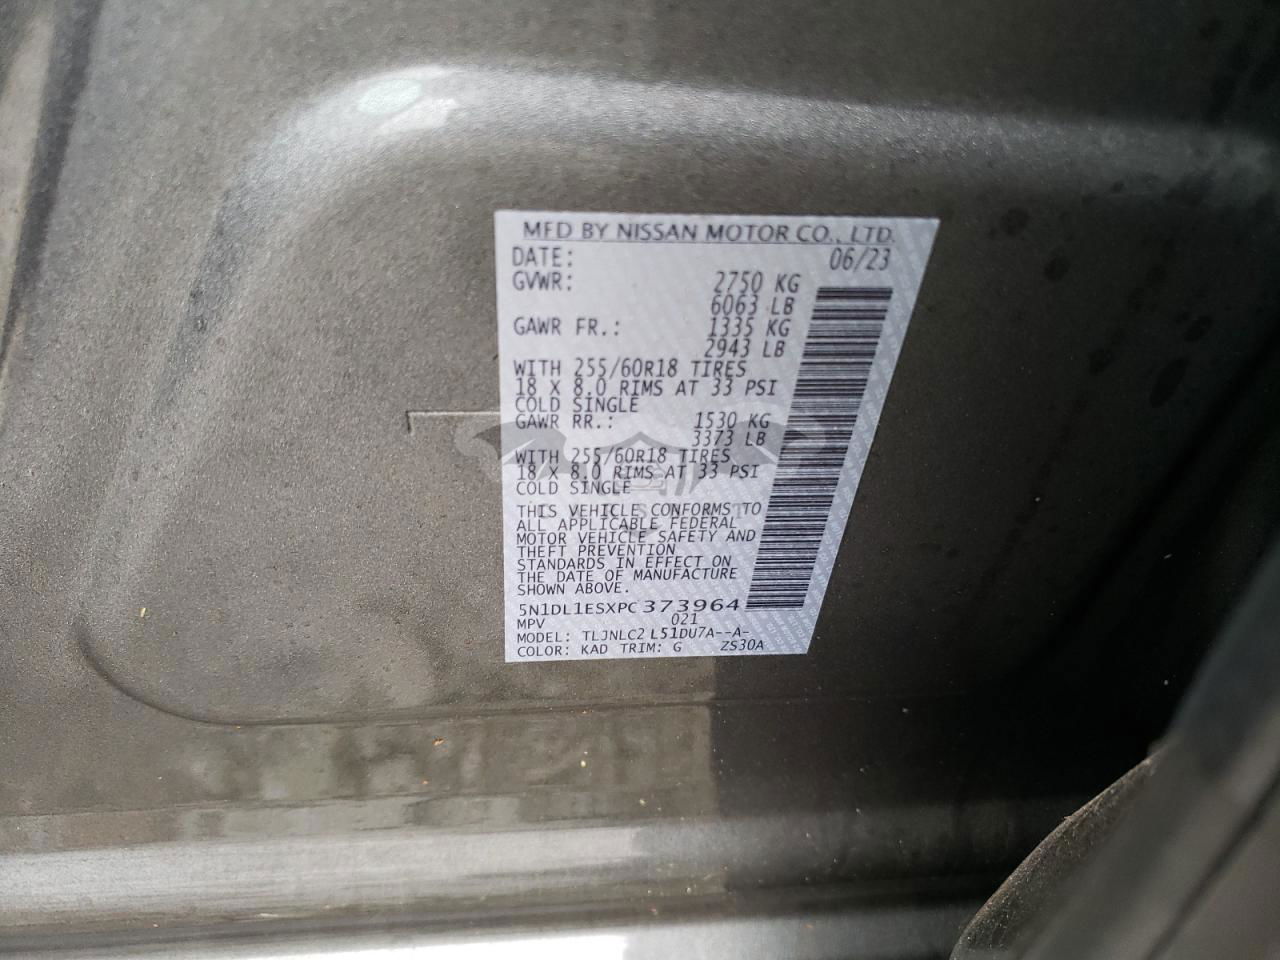 MFD BY NISSAN MOTOR CO., LTD.
DATE: 06/23
GVWR: 2750 KG
6063 LB
GAWR FR.: 1335 KG
2943 LB
WITH 255/60R18 TIRES
18 X 8.0 RIMS AT 33 PSI
COLD SINGLE
GAWR RR.: 1530 KG
3373 LB
WITH 255/60R18 TIRES
18 X 8.0 RIMS AT 33 PSI
COLD SINGLE
THIS VEHICLE CONFORMS TO
ALL APPLICABLE FEDERAL
MOTOR VEHICLE SAFETY AND
THEFT PREVENTION
STANDARDS IN EFFECT ON
THE DATE OF MANUFACTURE
SHOWN ABOVE.
5N1DL1ESXPC373964
MPV 021
MODEL: TLJNLC2 L51DU7A--A-
COLOR: KAD TRIM: G ZS30A